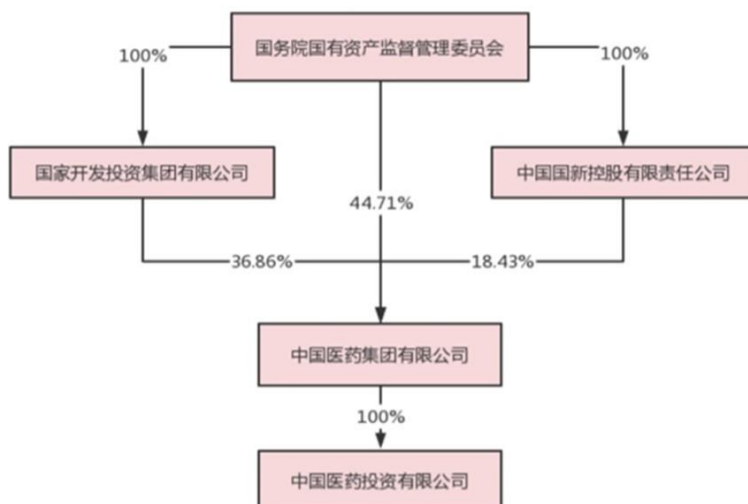 国务院国有资产监督管理委员会
100%
100%
国家开发投资集团有限公司
中国国新控股有限责任公司
44.71%
36.86%
18.43%
中国医药集团有限公司
100%
中国医药投资有限公司